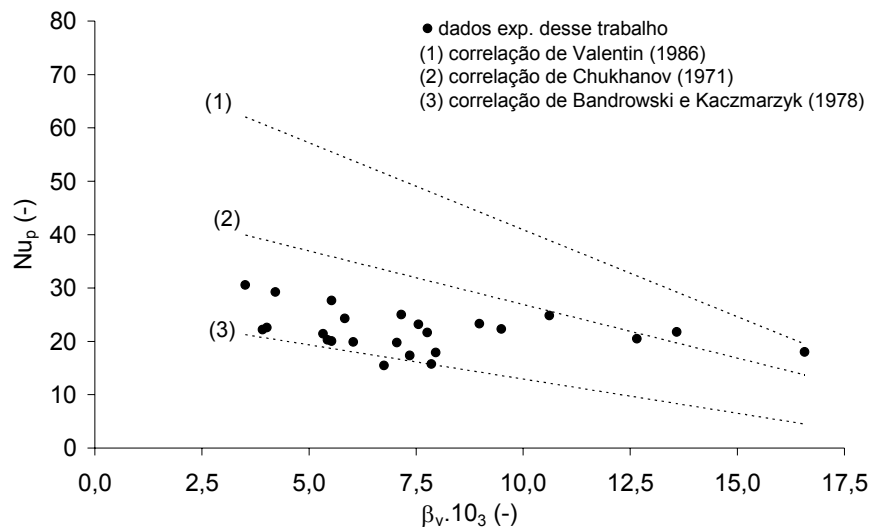 80
70
60
50
40
30
20
10
0
Nuₚ (-)
● dados exp. desse trabalho
(1) correlação de Valentin (1986)
(2) correlação de Chukhanov (1971)
(3) correlação de Bandrowski e Kaczmarzyk (1978)
(1)
(2)
(3)
0,0 2,5 5,0 7,5 10,0 12,5 15,0 17,5
βᵥ.10₃ (-)